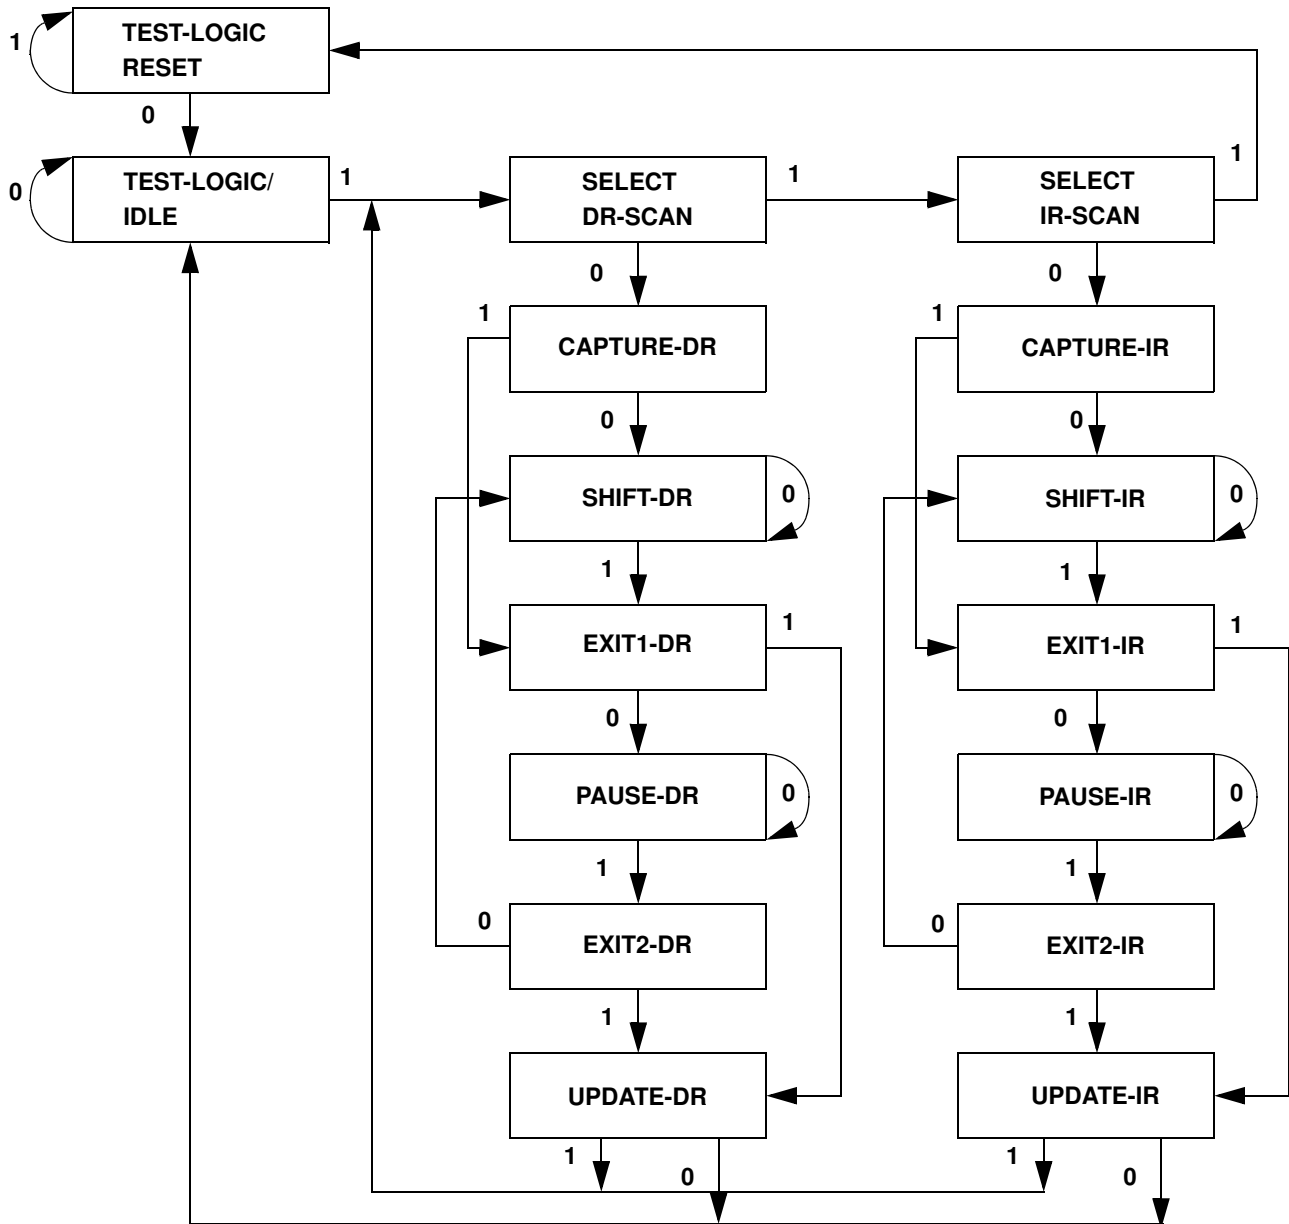 TEST-LOGIC
RESET
1
0
TEST-LOGIC/
IDLE
0
1
SELECT
DR-SCAN
1
SELECT
IR-SCAN
1
0
0
1
CAPTURE-DR
1
CAPTURE-IR
0
0
SHIFT-DR
0
SHIFT-IR
0
1
1
EXIT1-DR
1
EXIT1-IR
1
0
0
PAUSE-DR
0
PAUSE-IR
0
1
1
0
EXIT2-DR
0
EXIT2-IR
1
1
UPDATE-DR
UPDATE-IR
1
0
1
0